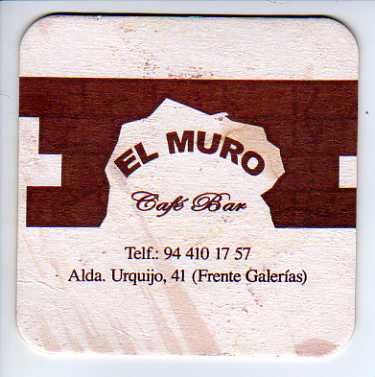 EL MURO
Café Bar
Telf.: 94 410 17 57
Alda. Urquijo, 41 (Frente Galerías)